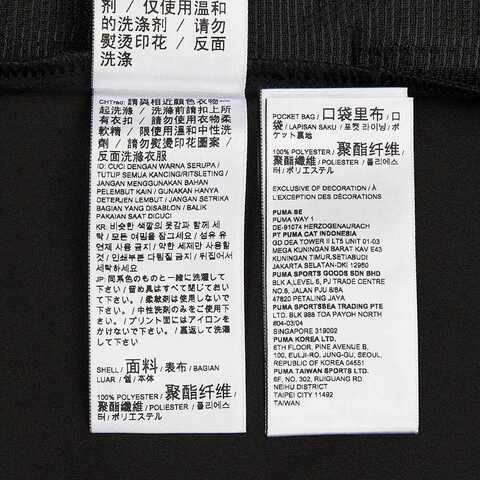 剂 / 仅使用温和
的洗涤剂 / 请勿
熨烫印花 / 反面
洗涤
CHTrad: 請與相近顏色衣物一
起洗滌 / 洗滌前請扣上所
有衣扣 / 請勿使用衣物柔
軟精 / 限使用溫和中性洗
劑 / 請勿熨燙印花圖案 /
反面洗滌衣服
ID: CUCI DENGAN WARNA SERUPA /
TUTUP SEMUA KANCING/RITSLETING /
JANGAN MENGGUNAKAN BAHAN
PELEMBUT KAIN / GUNAKAN HANYA
DETERJEN LEMBUT / JANGAN SETRIKA
BAGIAN YANG DISABLON / BALIK
PAKAIAN SAAT DICUCI
KR: 비슷한 색깔의 옷감과 함께 세
탁 / 모든 여밈을 잠그세요 / 섬유 유
연제 사용 금지 / 약한 세제만 사용할
것 / 인쇄부분 다림질 금지 / 뒤집어서
세탁하세요
JP: 同系色のものと一緒に洗濯して
下さい。 / 留め具はすべて閉じておい
て下さい。 / 柔軟剤は使用しないで
下さい。 / 中性洗剤のみをご使用下
さい。 / プリント図にはアイロンを
かけないで下さい。 / 裏返して洗濯
して下さい
SHELL / 面料 / 表布 / BAGIAN
LUAR / 쉘 / 本体
100% POLYESTER / 聚酯纤维 /
聚酯纖維 / POLIESTER / 폴리에스
터 / ポリエステル
POCKET BAG / 口袋里布 / 口
袋 / LAPISAN SAKU / 포켓 라이닝 / ポ
ケット裏地
100% POLYESTER / 聚酯纤维 /
聚酯纖維 / POLIESTER / 폴리에스
터 / ポリエステル
EXCLUSIVE OF DECORATION / À
L'EXCEPTION DES DÉCORATIONS
PUMA SE
PUMA WAY 1
DE-91074 HERZOGENAURACH
PT PUMA CAT INDONESIA
GD DEA TOWER II LT5 UNIT 01-03
MEGA KUNINGAN BARAT KAV E43
KUNINGAN TIMUR,SETIABUDI
JAKARTA SELATAN-DKI 12950
PUMA SPORTS GOODS SDN BHD
BLK A,LEVEL 6, PJ TRADE CENTRE
NO.8, JALAN PJU 8/8A
47820 PETALING JAYA
PUMA SPORTSEA TRADING PTE
LTD. BLK 988 TOA PAYOH NORTH
#04-03/04
SINGAPORE 319002
PUMA KOREA LTD.
6TH FLOOR, PINE AVENUE B,
100, EULJI-RO, JUNG-GU, SEOUL,
REPUBLIC OF KOREA 04551
PUMA TAIWAN SPORTS LTD.
6F, NO. 302, RUIGUANG RD
NEIHU DISTRICT
TAIPEI CITY 11492
TAIWAN